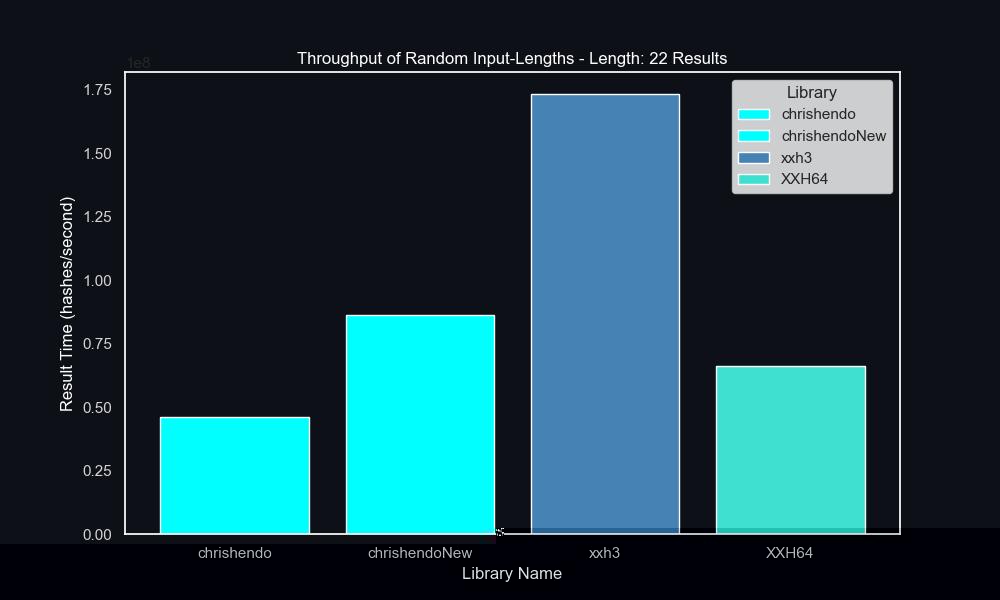 Throughput of Random Input-Lengths - Length: 22 Results
1e8
1.75
1.50
1.25
1.00
0.75
0.50
0.25
0.00
Result Time (hashes/second)
Library
chrishendo
chrishendoNew
xxh3
XXH64
chrishendo
chrishendoNew
xxh3
XXH64
Library Name